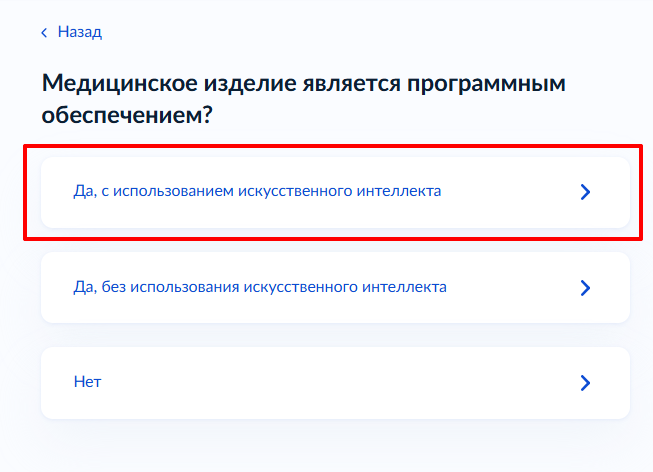 Назад
Медицинское изделие является программным
обеспечением?
Да, с использованием искусственного интеллекта
Да, без использования искусственного интеллекта
Нет